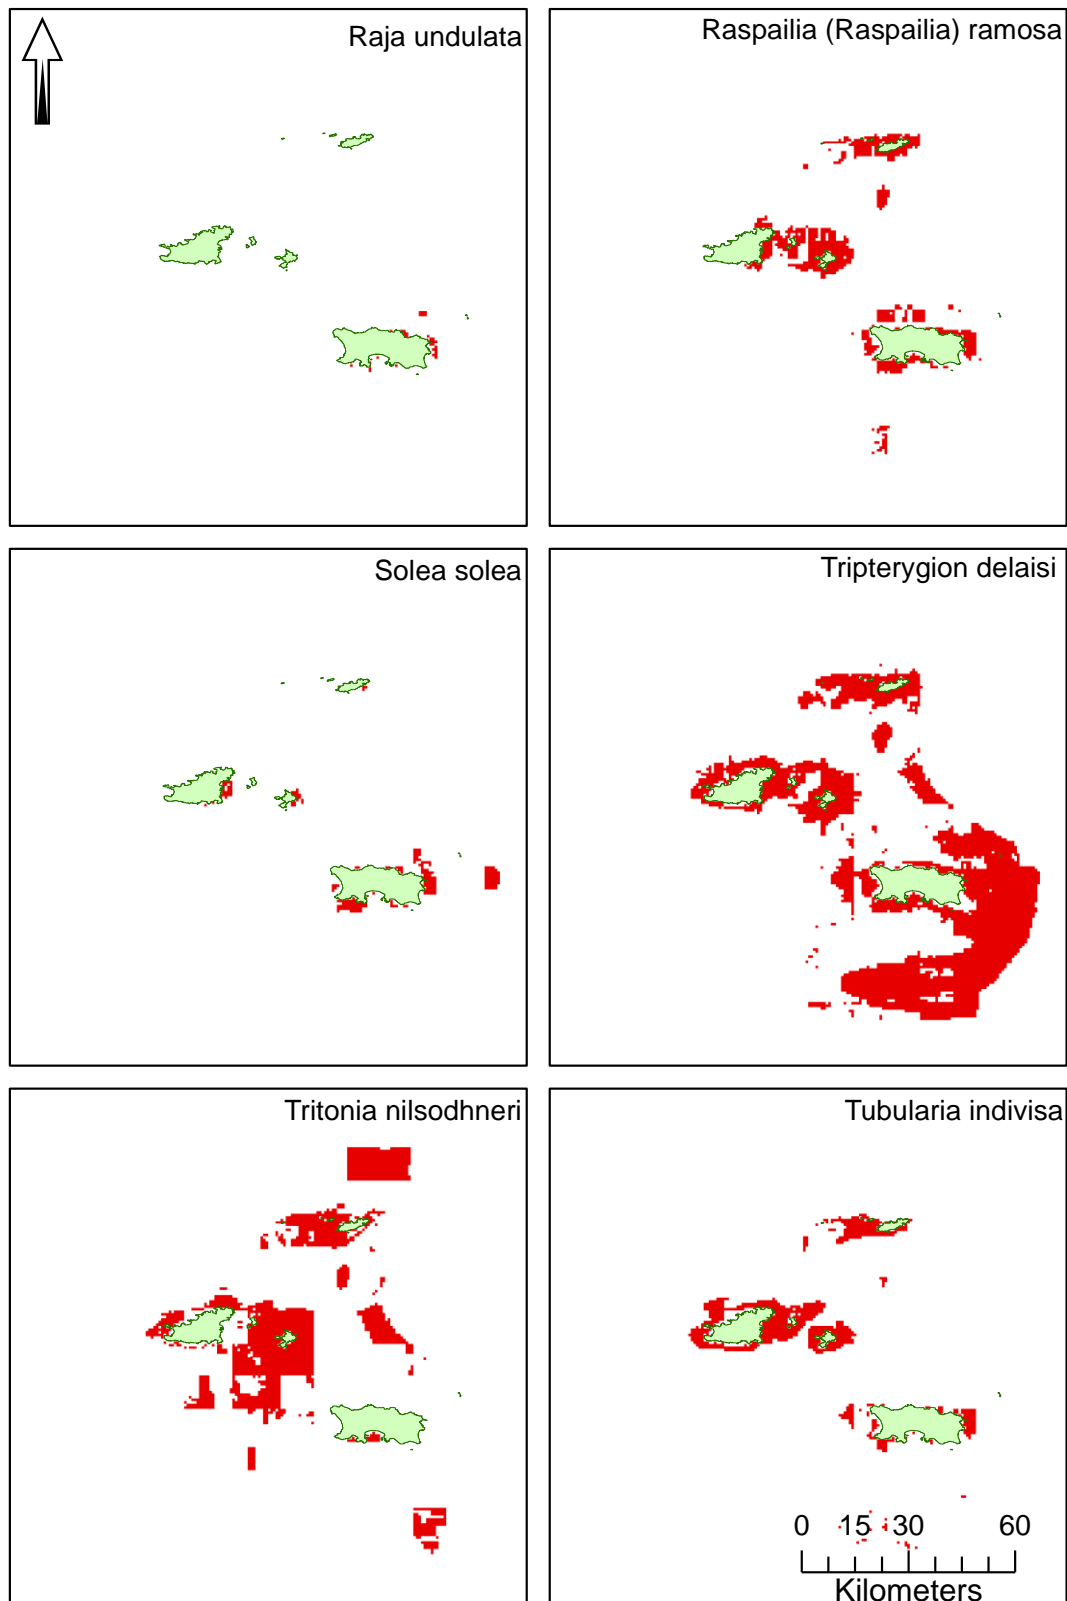 Raja undulata
Raspailia (Raspailia) ramosa
Solea solea
Tripterygion delaisi
Tritonia nilsodhneri
Tubularia indivisa
0 15 30 60
Kilometers